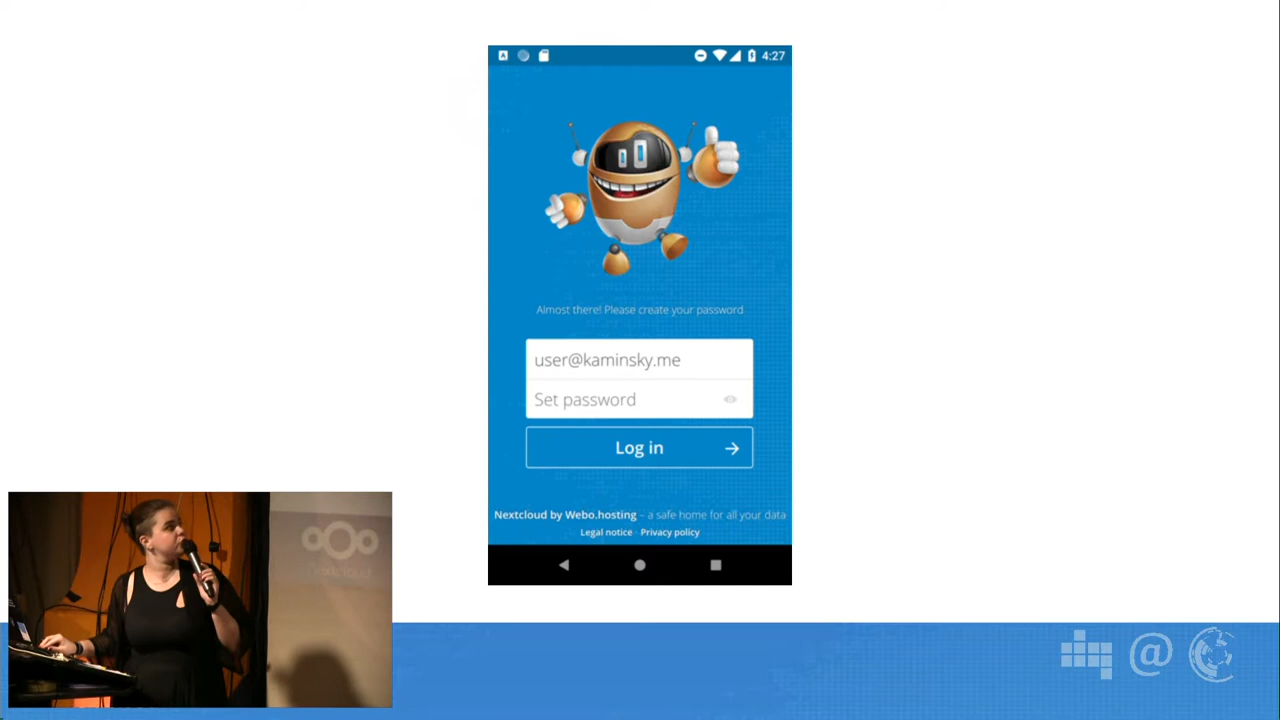 4:27
Almost there! Please create your password
user@kaminsky.me
Set password
Log in
Nextcloud by Webo.hosting – a safe home for all your data
Legal notice · Privacy policy
Nextcloud
@